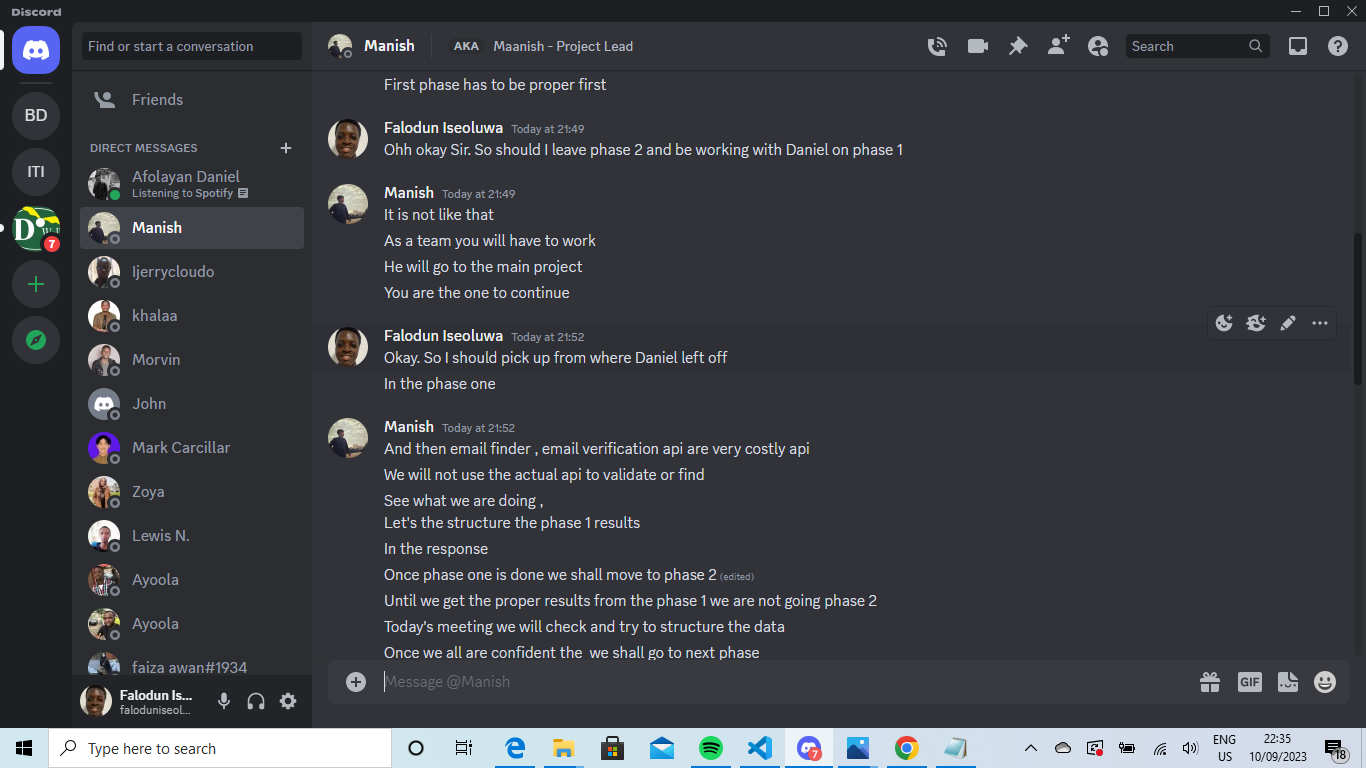 Discord
Find or start a conversation
Manish
AKA
Maanish - Project Lead
Search
BD
ITI
7
Friends
DIRECT MESSAGES
Afolayan Daniel
Listening to Spotify
Manish
Ijerrycloudo
khalaa
Morvin
John
Mark Carcillar
Zoya
Lewis N.
Ayoola
Ayoola
faiza awan#1934
Falodun Is...
faloduniseol...
First phase has to be proper first
Falodun Iseoluwa Today at 21:49
Ohh okay Sir. So should I leave phase 2 and be working with Daniel on phase 1
Manish Today at 21:49
It is not like that
As a team you will have to work
He will go to the main project
You are the one to continue
Falodun Iseoluwa Today at 21:52
Okay. So I should pick up from where Daniel left off
In the phase one
Manish Today at 21:52
And then email finder , email verification api are very costly api
We will not use the actual api to validate or find
See what we are doing ,
Let's the structure the phase 1 results
In the response
Once phase one is done we shall move to phase 2 (edited)
Until we get the proper results from the phase 1 we are not going phase 2
Today's meeting we will check and try to structure the data
Once we all are confident the we shall go to next phase
Message @Manish
GIF
Type here to search
7
ENG
US
22:35
10/09/2023
18